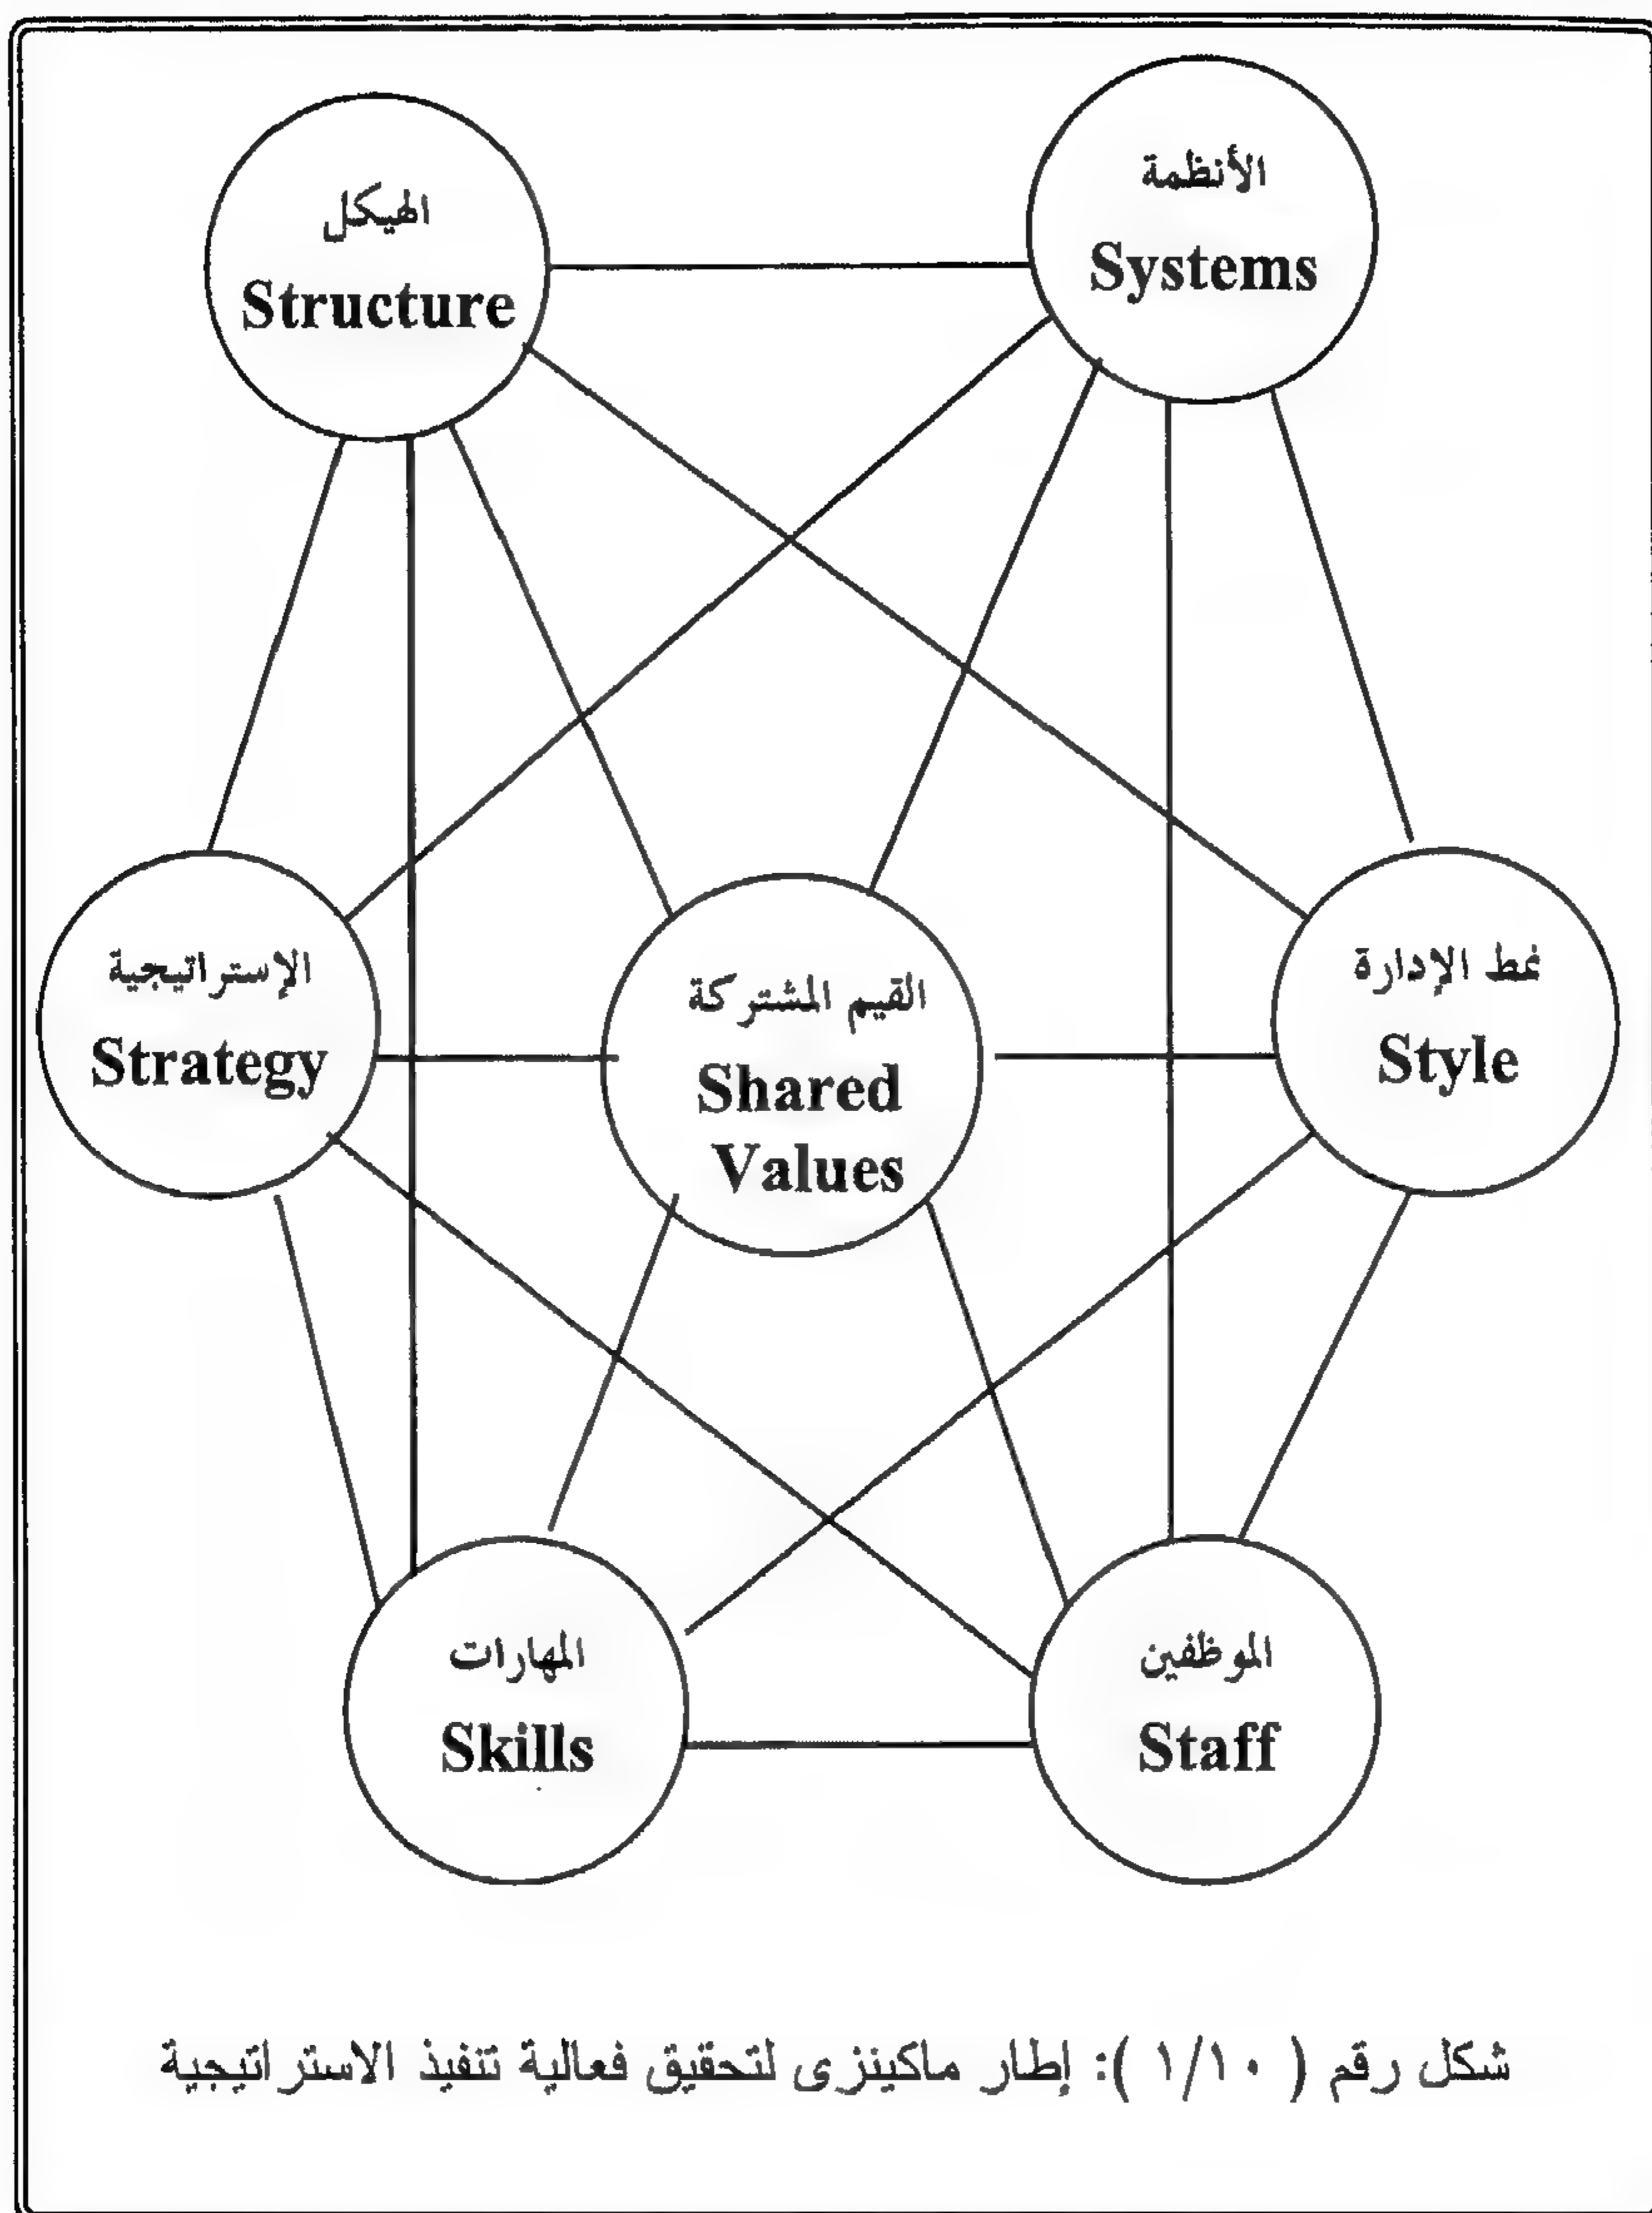 الهيكل
Structure
الأنظمة
Systems
الإستراتيجية
Strategy
القيم المشتركة
Shared
Values
نمط الإدارة
Style
المهارات
Skills
الموظفين
Staff
شكل رقم ( ١/١٠ ): إطار ماكينزى لتحقيق فعالية تنفيذ الاستراتيجية